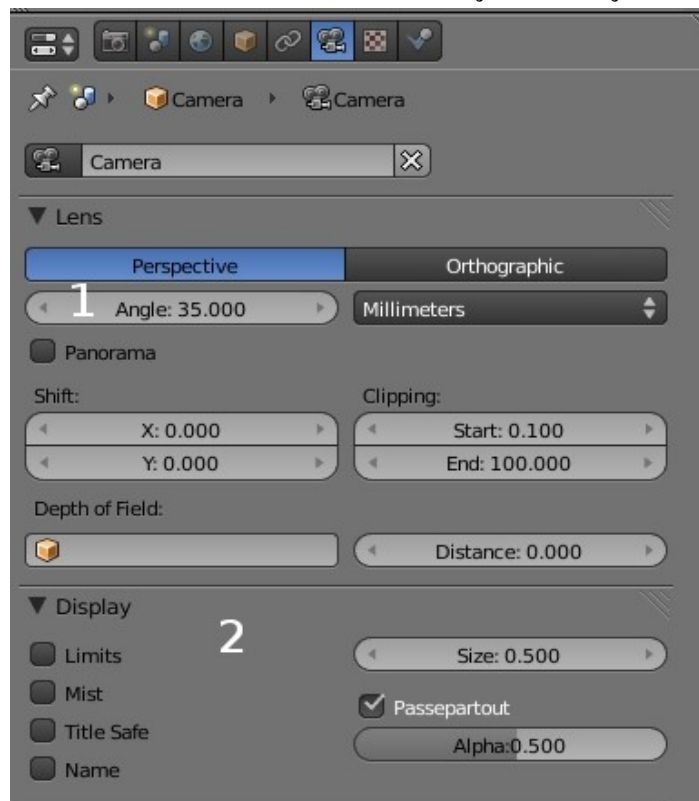 Camera Camera
Camera
Lens
Perspective Orthographic
1 Angle: 35.000 Millimeters
Panorama
Shift: Clipping:
X: 0.000 Start: 0.100
Y: 0.000 End: 100.000
Depth of Field:
Distance: 0.000
Display
2
Limits Size: 0.500
Mist Passepartout
Title Safe Alpha:0.500
Name